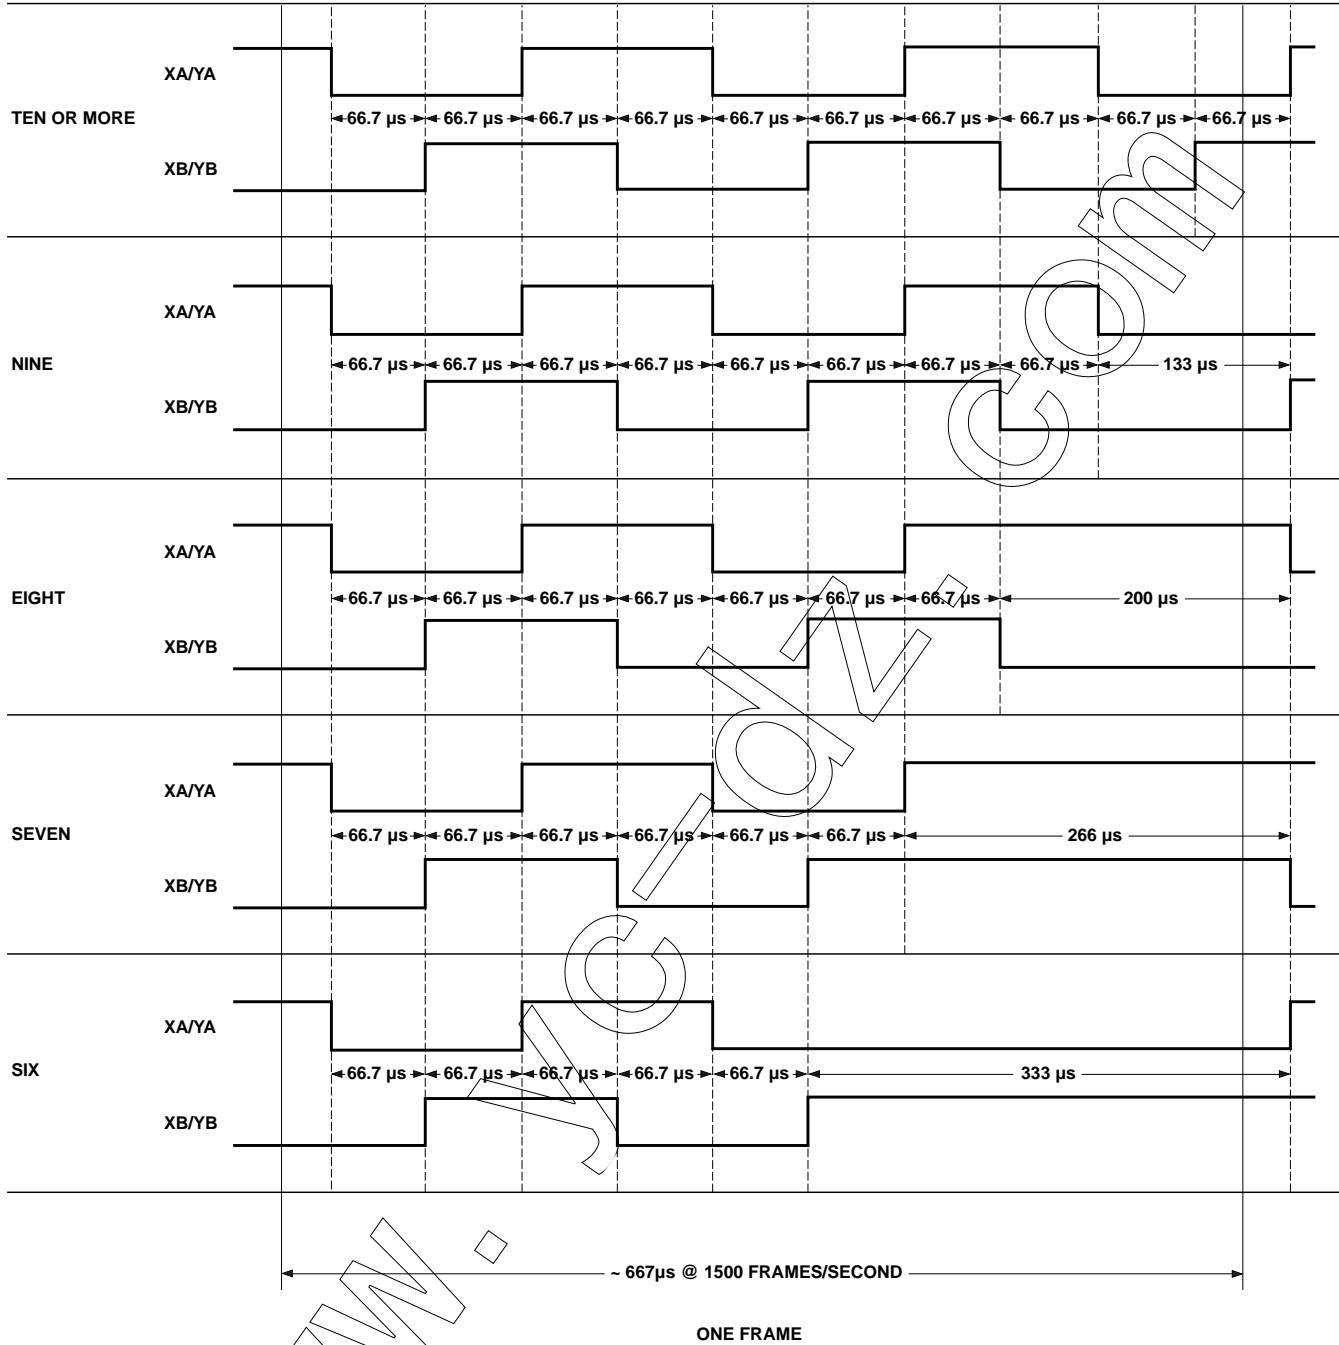 XA/YA
TEN OR MORE
66.7 µs 66.7 µs 66.7 µs 66.7 µs 66.7 µs 66.7 µs 66.7 µs 66.7 µs 66.7 µs 66.7 µs
XB/YB
XA/YA
NINE
66.7 µs 66.7 µs 66.7 µs 66.7 µs 66.7 µs 66.7 µs 66.7 µs 66.7 µs 133 µs
XB/YB
XA/YA
EIGHT
66.7 µs 66.7 µs 66.7 µs 66.7 µs 66.7 µs 66.7 µs 66.7 µs 200 µs
XB/YB
XA/YA
SEVEN
66.7 µs 66.7 µs 66.7 µs 66.7 µs 66.7 µs 66.7 µs 266 µs
XB/YB
XA/YA
SIX
66.7 µs 66.7 µs 66.7 µs 66.7 µs 66.7 µs 333 µs
XB/YB
~ 667µs @ 1500 FRAMES/SECOND
ONE FRAME
w.yc-dz.com